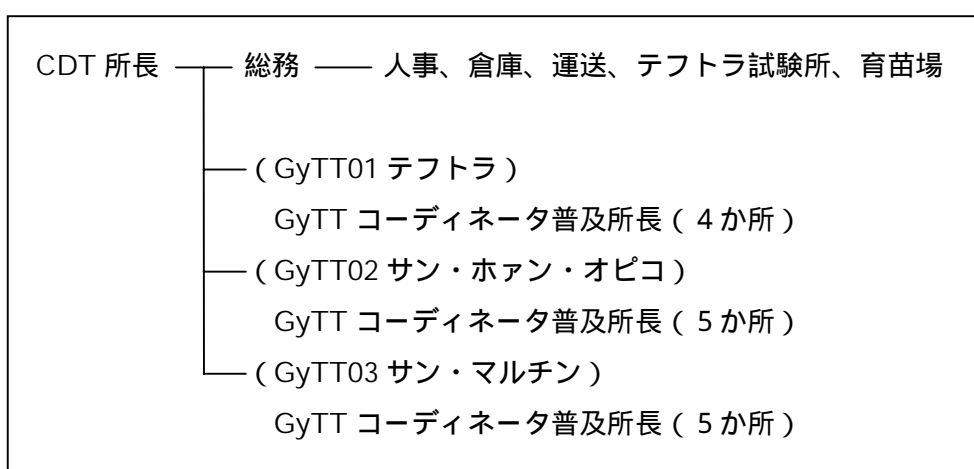 CDT 所長 総務 人事、倉庫、運送、テフトラ試験所、育苗場
( GyTT01 テフトラ )
GyTT コーディネータ普及所長 ( 4 か所 )
( GyTT02 サン・ホァン・オピコ )
GyTT コーディネータ普及所長 ( 5 か所 )
( GyTT03 サン・マルチン )
GyTT コーディネータ普及所長 ( 5 か所 )